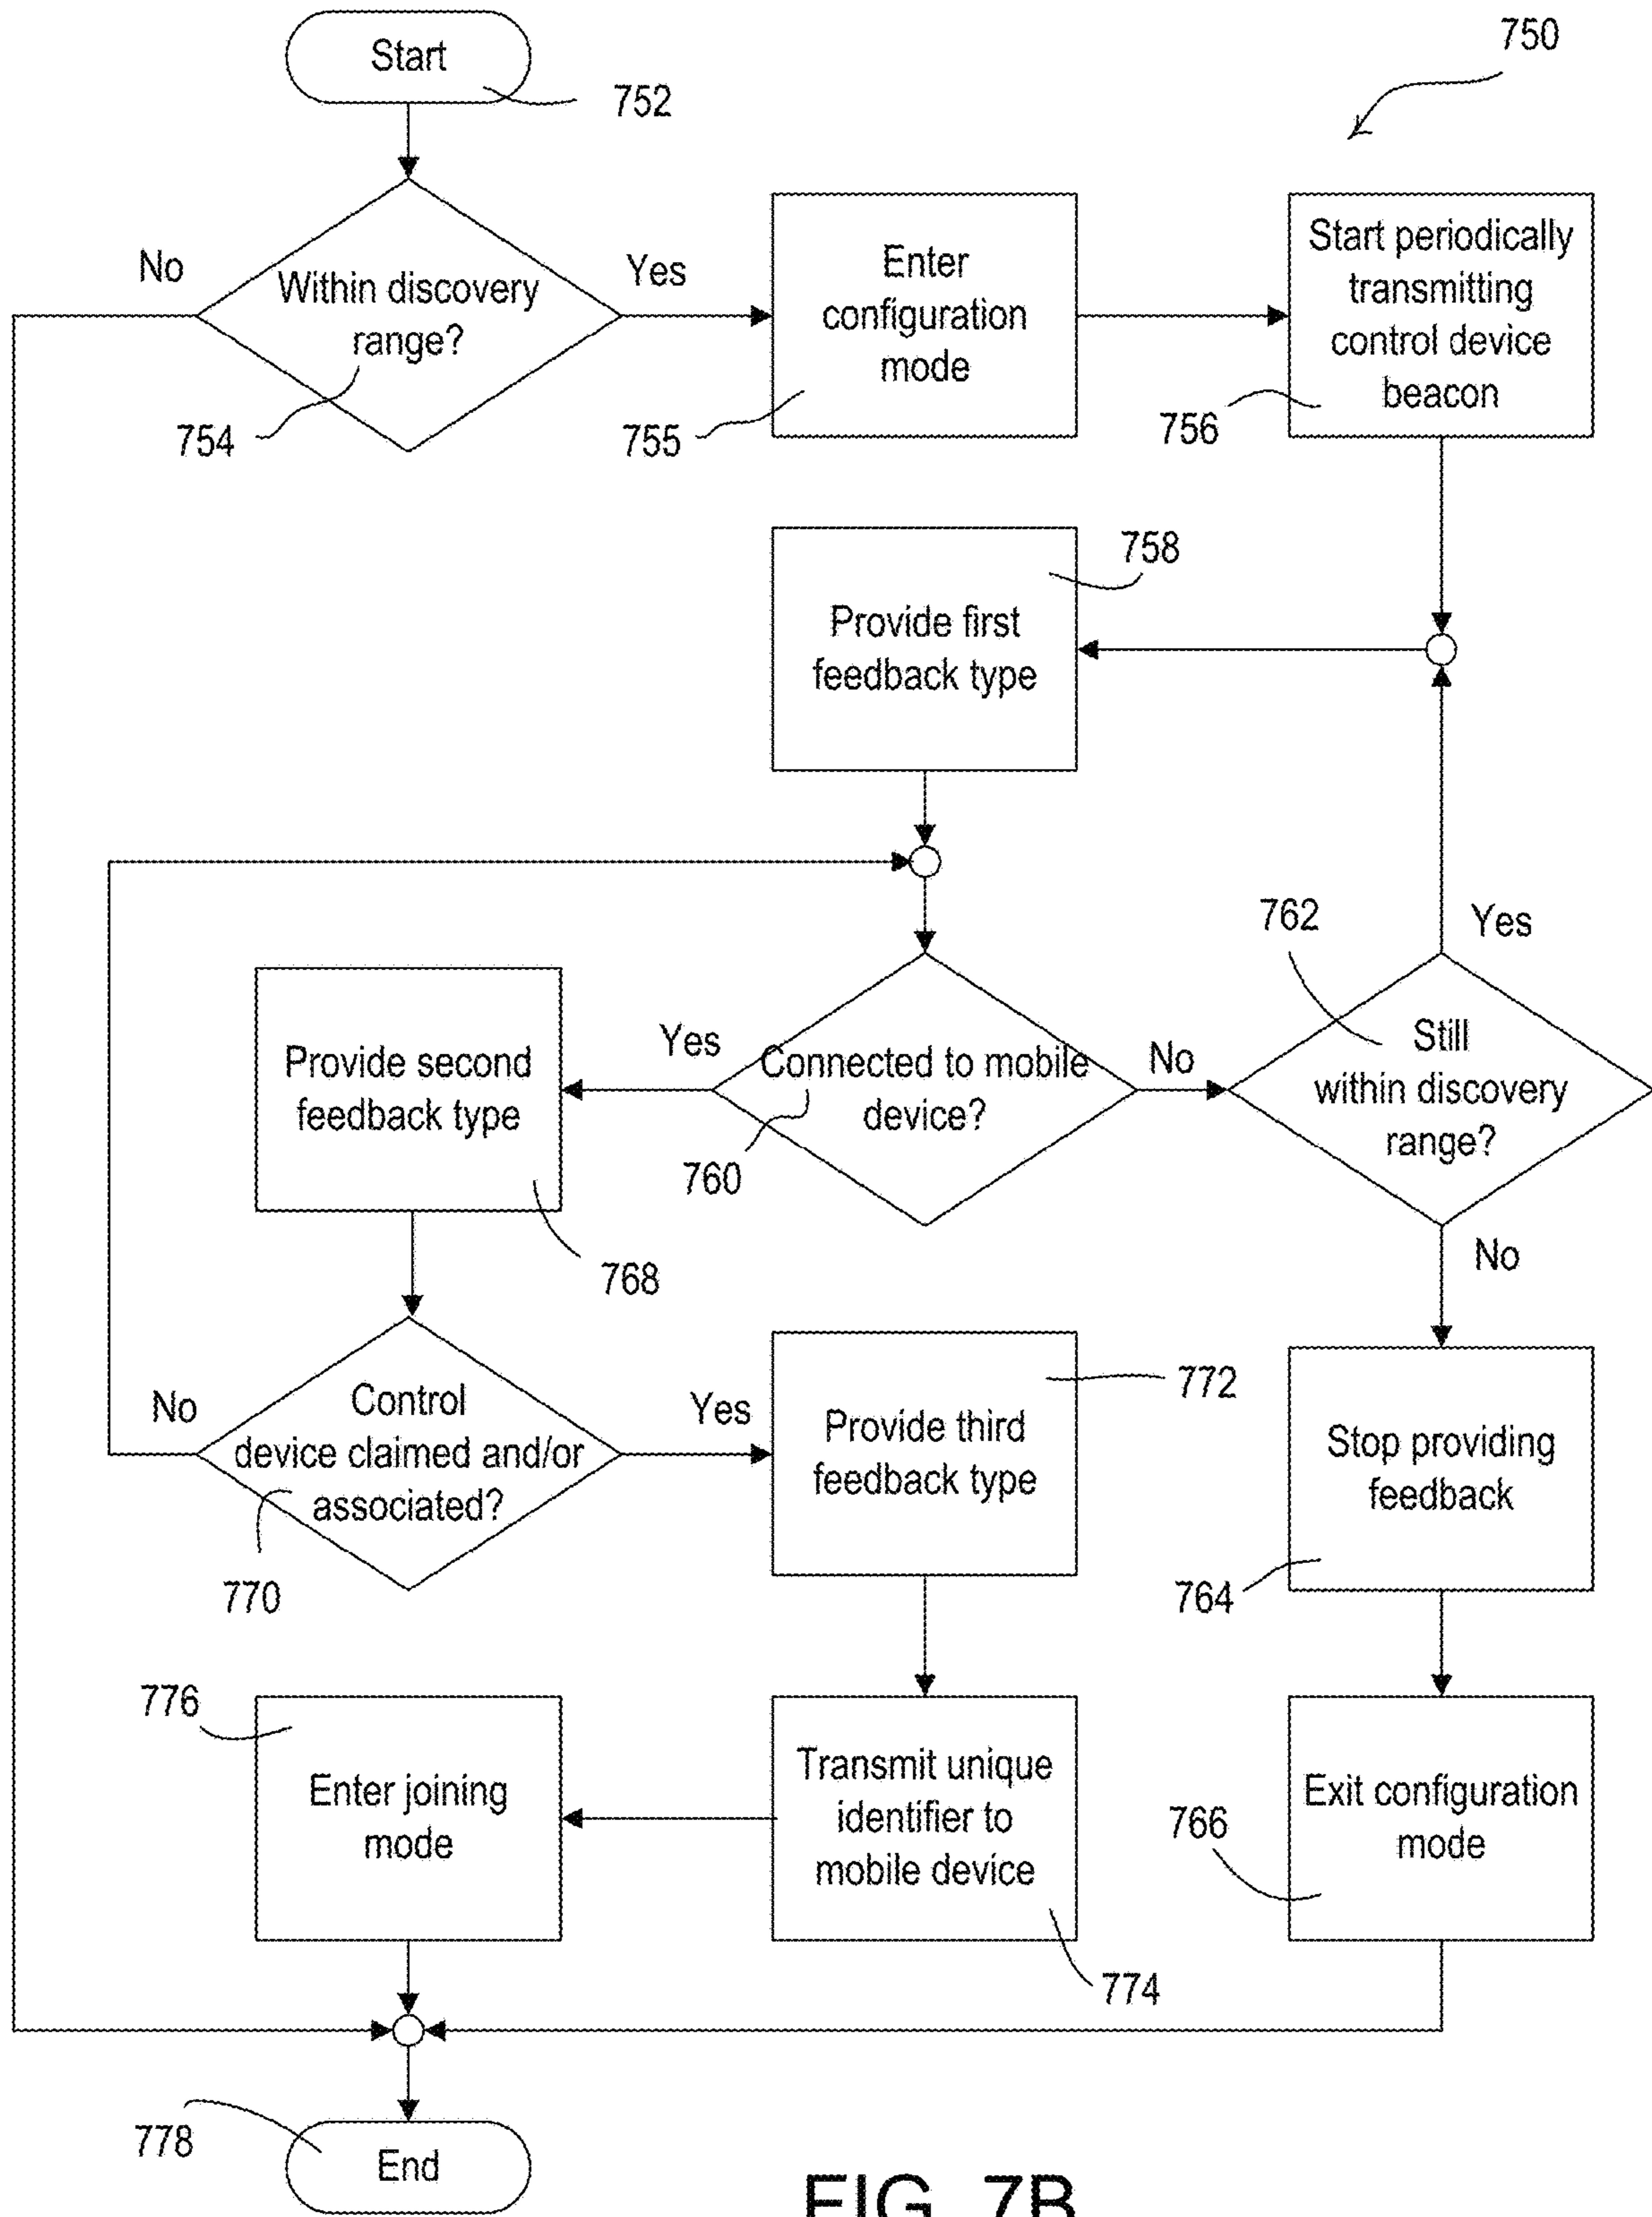 Start
752
750
No
Within discovery
range?
754
Yes
Enter
configuration
mode
755
Start periodically
transmitting
control device
beacon
756
758
Provide first
feedback type
762
Yes
Provide second
feedback type
768
Yes
Connected to mobile
device?
760
No
Still
within discovery
range?
No
No
Control
device claimed and/or
associated?
770
Yes
772
Provide third
feedback type
Stop providing
feedback
764
776
Enter joining
mode
Transmit unique
identifier to
mobile device
774
Exit configuration
mode
766
778
End
FIG. 7B